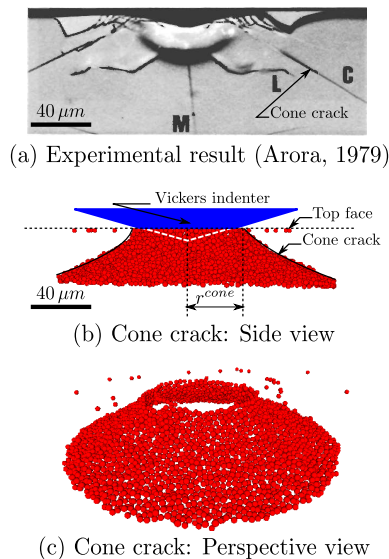 C
L
Cone crack
M
40 μm
(a) Experimental result (Arora, 1979)
Vickers indenter
Top face
Cone crack
40 μm
r^cone
(b) Cone crack: Side view
(c) Cone crack: Perspective view